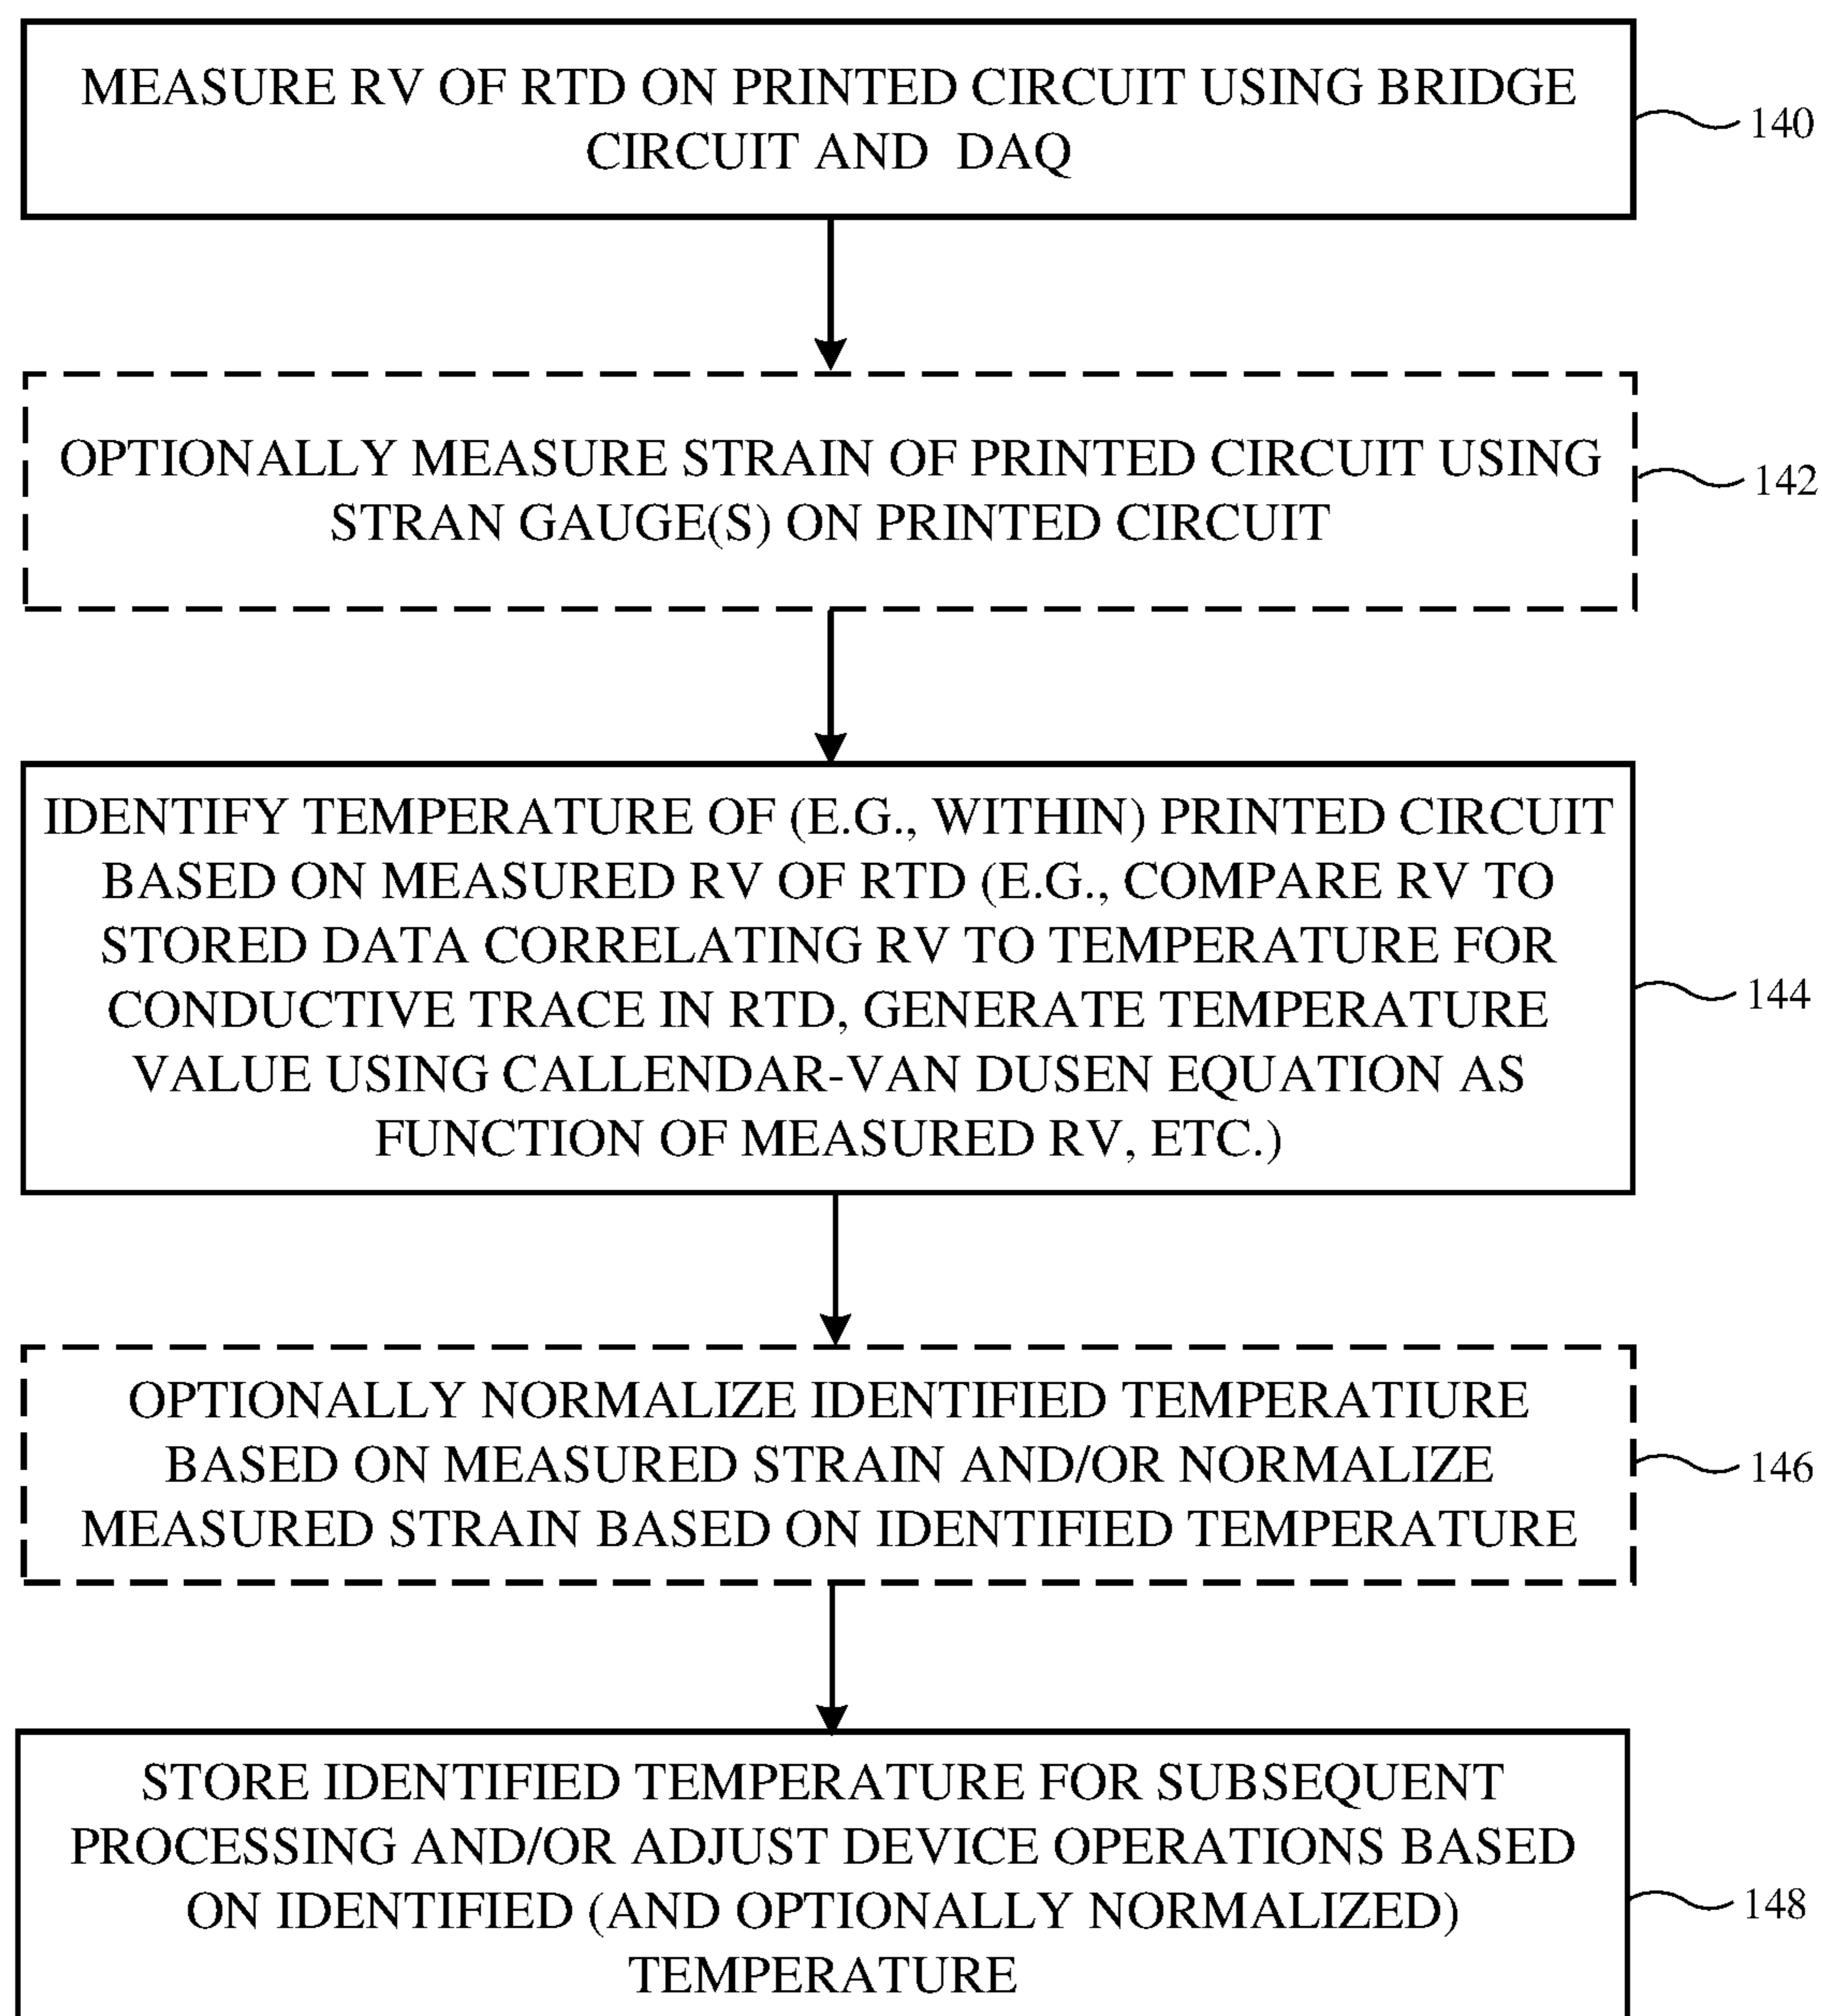 MEASURE RV OF RTD ON PRINTED CIRCUIT USING BRIDGE
CIRCUIT AND DAQ
140
OPTIONALLY MEASURE STRAIN OF PRINTED CIRCUIT USING
STRAN GAUGE(S) ON PRINTED CIRCUIT
142
IDENTIFY TEMPERATURE OF (E.G., WITHIN) PRINTED CIRCUIT
BASED ON MEASURED RV OF RTD (E.G., COMPARE RV TO
STORED DATA CORRELATING RV TO TEMPERATURE FOR
CONDUCTIVE TRACE IN RTD, GENERATE TEMPERATURE
VALUE USING CALLENDAR-VAN DUSEN EQUATION AS
FUNCTION OF MEASURED RV, ETC.)
144
OPTIONALLY NORMALIZE IDENTIFIED TEMPERATIURE
BASED ON MEASURED STRAIN AND/OR NORMALIZE
MEASURED STRAIN BASED ON IDENTIFIED TEMPERATURE
146
STORE IDENTIFIED TEMPERATURE FOR SUBSEQUENT
PROCESSING AND/OR ADJUST DEVICE OPERATIONS BASED
ON IDENTIFIED (AND OPTIONALLY NORMALIZED)
TEMPERATURE
148